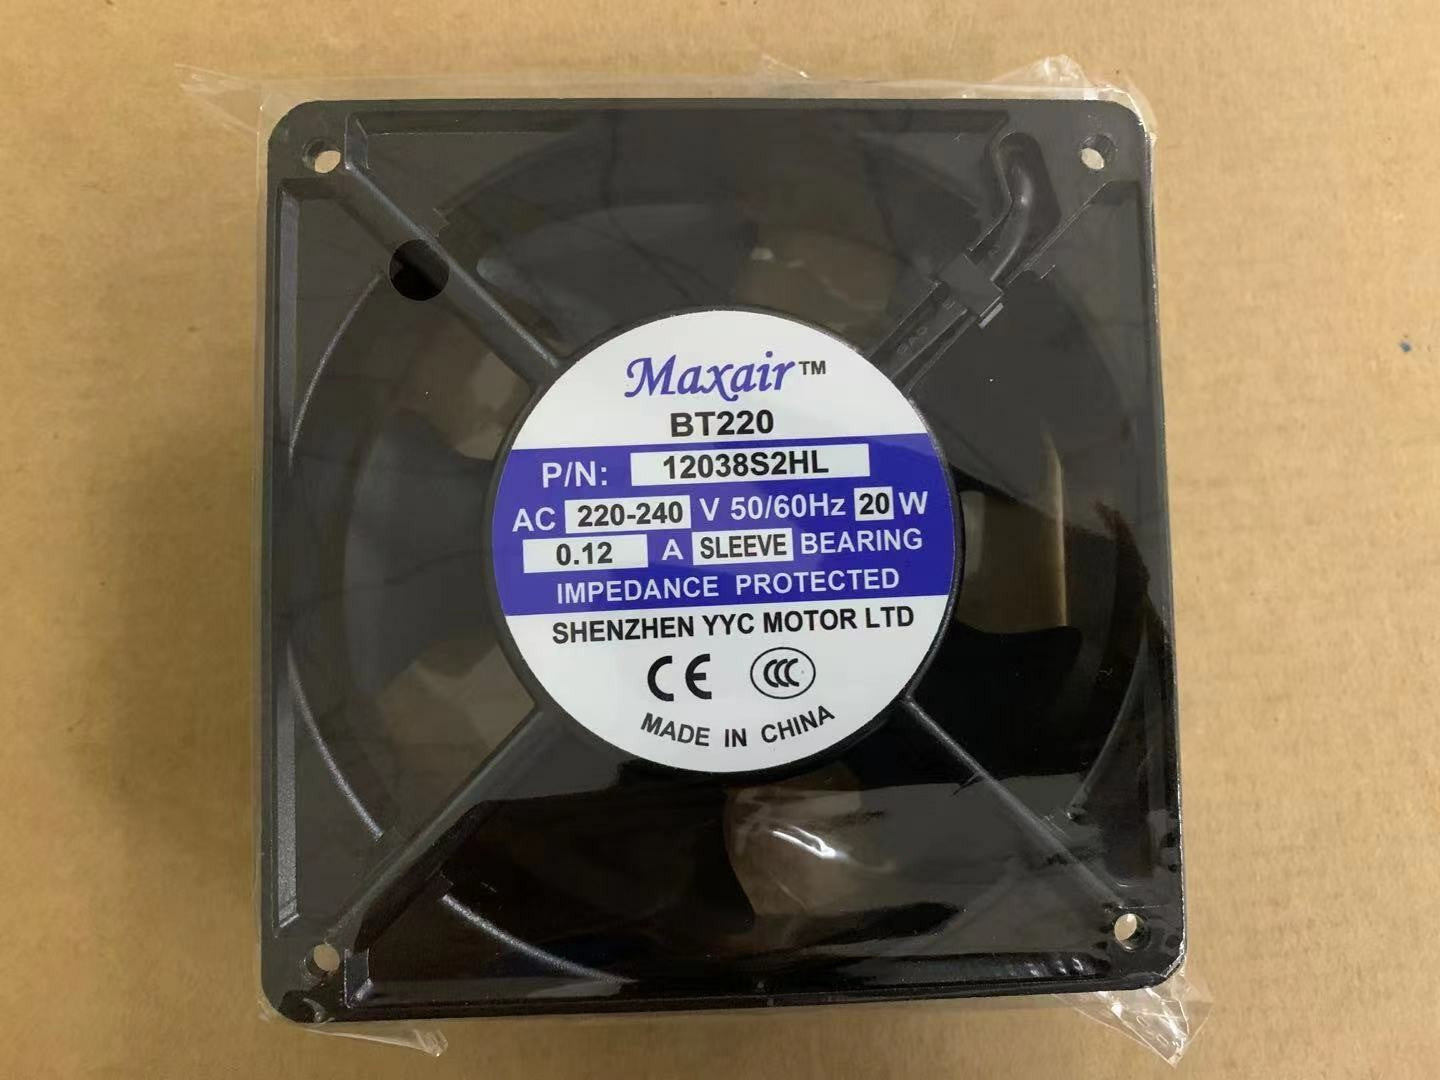 Maxair™
BT220
P/N: 12038S2HL
AC 220-240 V 50/60Hz 20 W
0.12 A SLEEVE BEARING
IMPEDANCE PROTECTED
SHENZHEN YYC MOTOR LTD
CE CCC
MADE IN CHINA